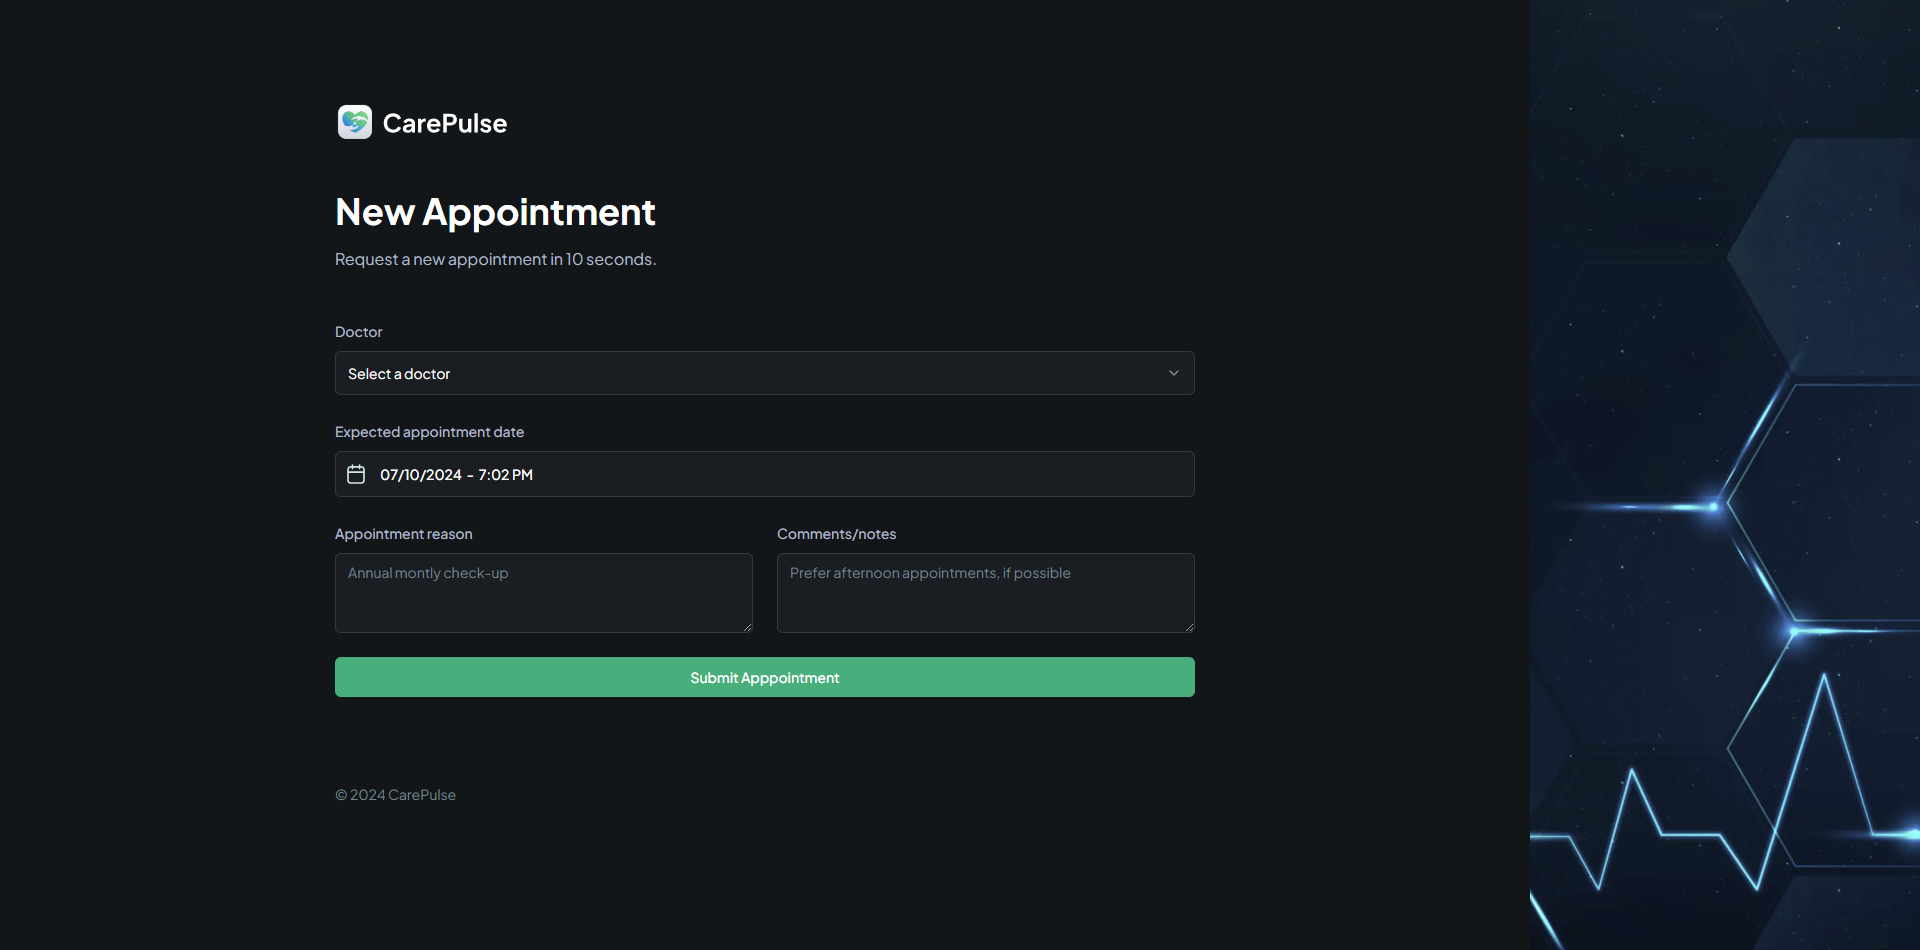 CarePulse
New Appointment
Request a new appointment in 10 seconds.
Doctor
Select a doctor
Expected appointment date
07/10/2024 - 7:02 PM
Appointment reason
Annual montly check-up
Comments/notes
Prefer afternoon appointments, if possible
Submit Apppointment
© 2024 CarePulse